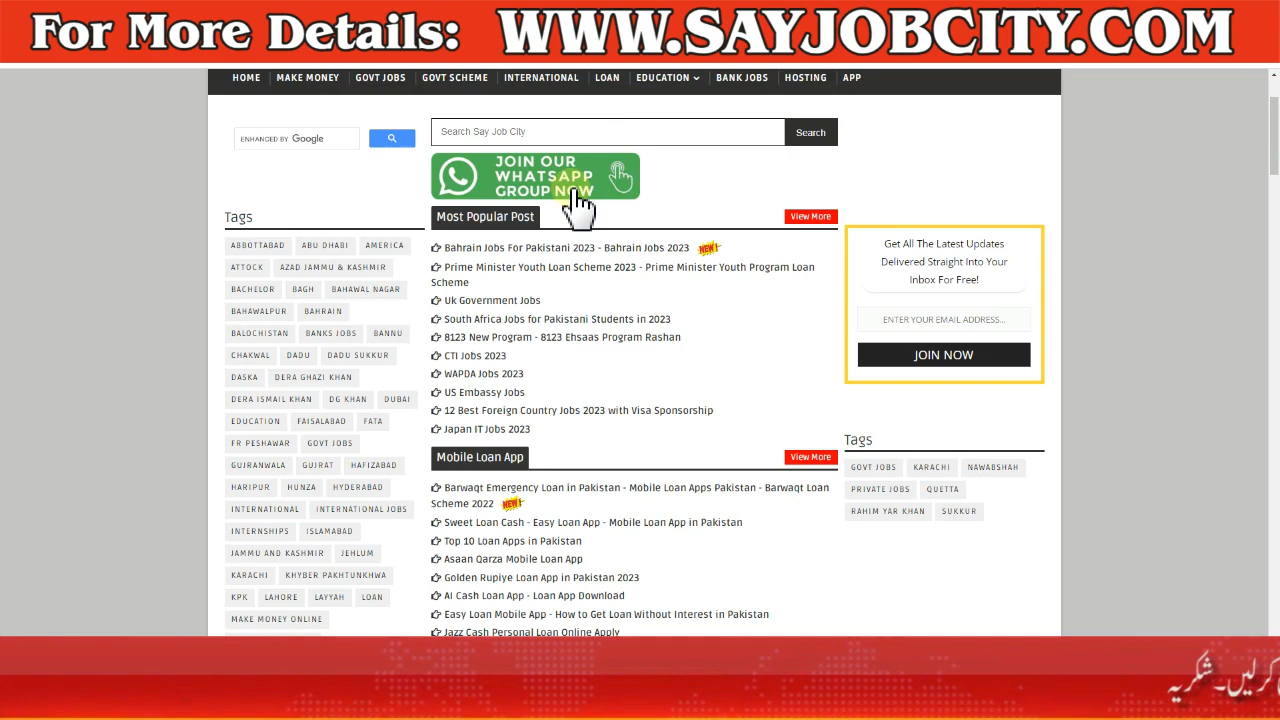 For More Details: WWW.SAYJOBCITY.COM
HOME MAKE MONEY GOVT JOBS GOVT SCHEME INTERNATIONAL LOAN EDUCATION BANK JOBS HOSTING APP
ENHANCED BY Google
Search Say Job City Search
JOIN OUR
WHATSAPP
GROUP NOW
Tags
ABBOTTABAD ABU DHABI AMERICA
ATTOCK AZAD JAMMU & KASHMIR
BACHELOR BAGH BAHAWAL NAGAR
BAHAWALPUR BAHRAIN
BALOCHISTAN BANKS JOBS BANNU
CHAKWAL DADU DADU SUKKUR
DASKA DERA GHAZI KHAN
DERA ISMAIL KHAN DG KHAN DUBAI
EDUCATION FAISALABAD FATA
FR PESHAWAR GOVT JOBS
GUJRANWALA GUJRAT HAFIZABAD
HARIPUR HUNZA HYDERABAD
INTERNATIONAL INTERNATIONAL JOBS
INTERNSHIPS ISLAMABAD
JAMMU AND KASHMIR JEHLUM
KARACHI KHYBER PAKHTUNKHWA
KPK LAHORE LAYYAH LOAN
MAKE MONEY ONLINE
Most Popular Post View More
Bahrain Jobs For Pakistani 2023 - Bahrain Jobs 2023 NEW!
Prime Minister Youth Loan Scheme 2023 - Prime Minister Youth Program Loan
Scheme
Uk Government Jobs
South Africa Jobs for Pakistani Students in 2023
8123 New Program - 8123 Ehsaas Program Rashan
CTI Jobs 2023
WAPDA Jobs 2023
US Embassy Jobs
12 Best Foreign Country Jobs 2023 with Visa Sponsorship
Japan IT Jobs 2023
Mobile Loan App View More
Barwaqt Emergency Loan in Pakistan - Mobile Loan Apps Pakistan - Barwaqt Loan
Scheme 2022 NEW!
Sweet Loan Cash - Easy Loan App - Mobile Loan App in Pakistan
Top 10 Loan Apps in Pakistan
Asaan Qarza Mobile Loan App
Golden Rupiye Loan App in Pakistan 2023
AI Cash Loan App - Loan App Download
Easy Loan Mobile App - How to Get Loan Without Interest in Pakistan
Jazz Cash Personal Loan Online Apply
Get All The Latest Updates
Delivered Straight Into Your
Inbox For Free!
ENTER YOUR EMAIL ADDRESS...
JOIN NOW
Tags
GOVT JOBS KARACHI NAWABSHAH
PRIVATE JOBS QUETTA
RAHIM YAR KHAN SUKKUR
کرلیں۔ شکریہ